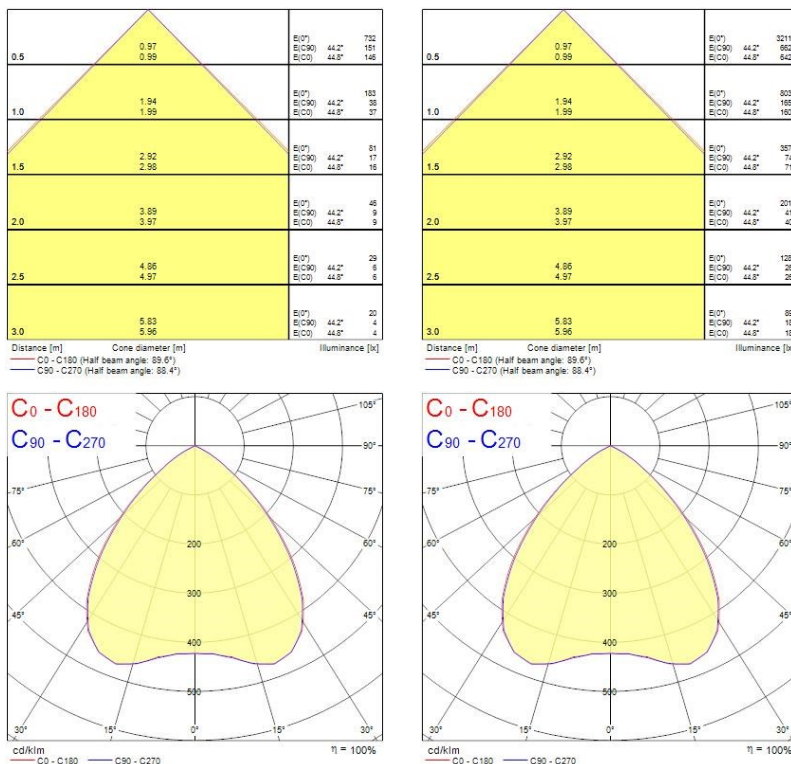 0.5 0.97 0.99 E(0°) 732 E(C90) 44.2° 151 E(C0) 44.8° 146
1.0 1.94 1.99 E(0°) 183 E(C90) 44.2° 38 E(C0) 44.8° 37
1.5 2.92 2.98 E(0°) 81 E(C90) 44.2° 17 E(C0) 44.8° 16
2.0 3.89 3.97 E(0°) 46 E(C90) 44.2° 9 E(C0) 44.8° 9
2.5 4.86 4.97 E(0°) 29 E(C90) 44.2° 6 E(C0) 44.8° 6
3.0 5.83 5.96 E(0°) 20 E(C90) 44.2° 4 E(C0) 44.8° 4
Distance [m] Cone diameter [m] Illuminance [lx]
C0 - C180 (Half beam angle: 89.6°)
C90 - C270 (Half beam angle: 88.4°)
0.5 0.97 0.99 E(0°) 3211 E(C90) 44.2° 662 E(C0) 44.8° 642
1.0 1.94 1.99 E(0°) 803 E(C90) 44.2° 165 E(C0) 44.8° 160
1.5 2.92 2.98 E(0°) 357 E(C90) 44.2° 74 E(C0) 44.8° 71
2.0 3.89 3.97 E(0°) 201 E(C90) 44.2° 41 E(C0) 44.8° 40
2.5 4.86 4.97 E(0°) 128 E(C90) 44.2° 26 E(C0) 44.8° 26
3.0 5.83 5.96 E(0°) 89 E(C90) 44.2° 18 E(C0) 44.8° 18
Distance [m] Cone diameter [m] Illuminance [lx]
C0 - C180 (Half beam angle: 89.6°)
C90 - C270 (Half beam angle: 88.4°)
C0 - C180
C90 - C270
105°
90°
75° 75°
60° 60°
45° 45°
200
300
400
500
30° 15° 0° 15° 30°
cd/klm η = 100%
C0 - C180 C90 - C270
C0 - C180
C90 - C270
105°
90°
75° 75°
60° 60°
45° 45°
200
300
400
500
30° 15° 0° 15° 30°
cd/klm η = 100%
C0 - C180 C90 - C270